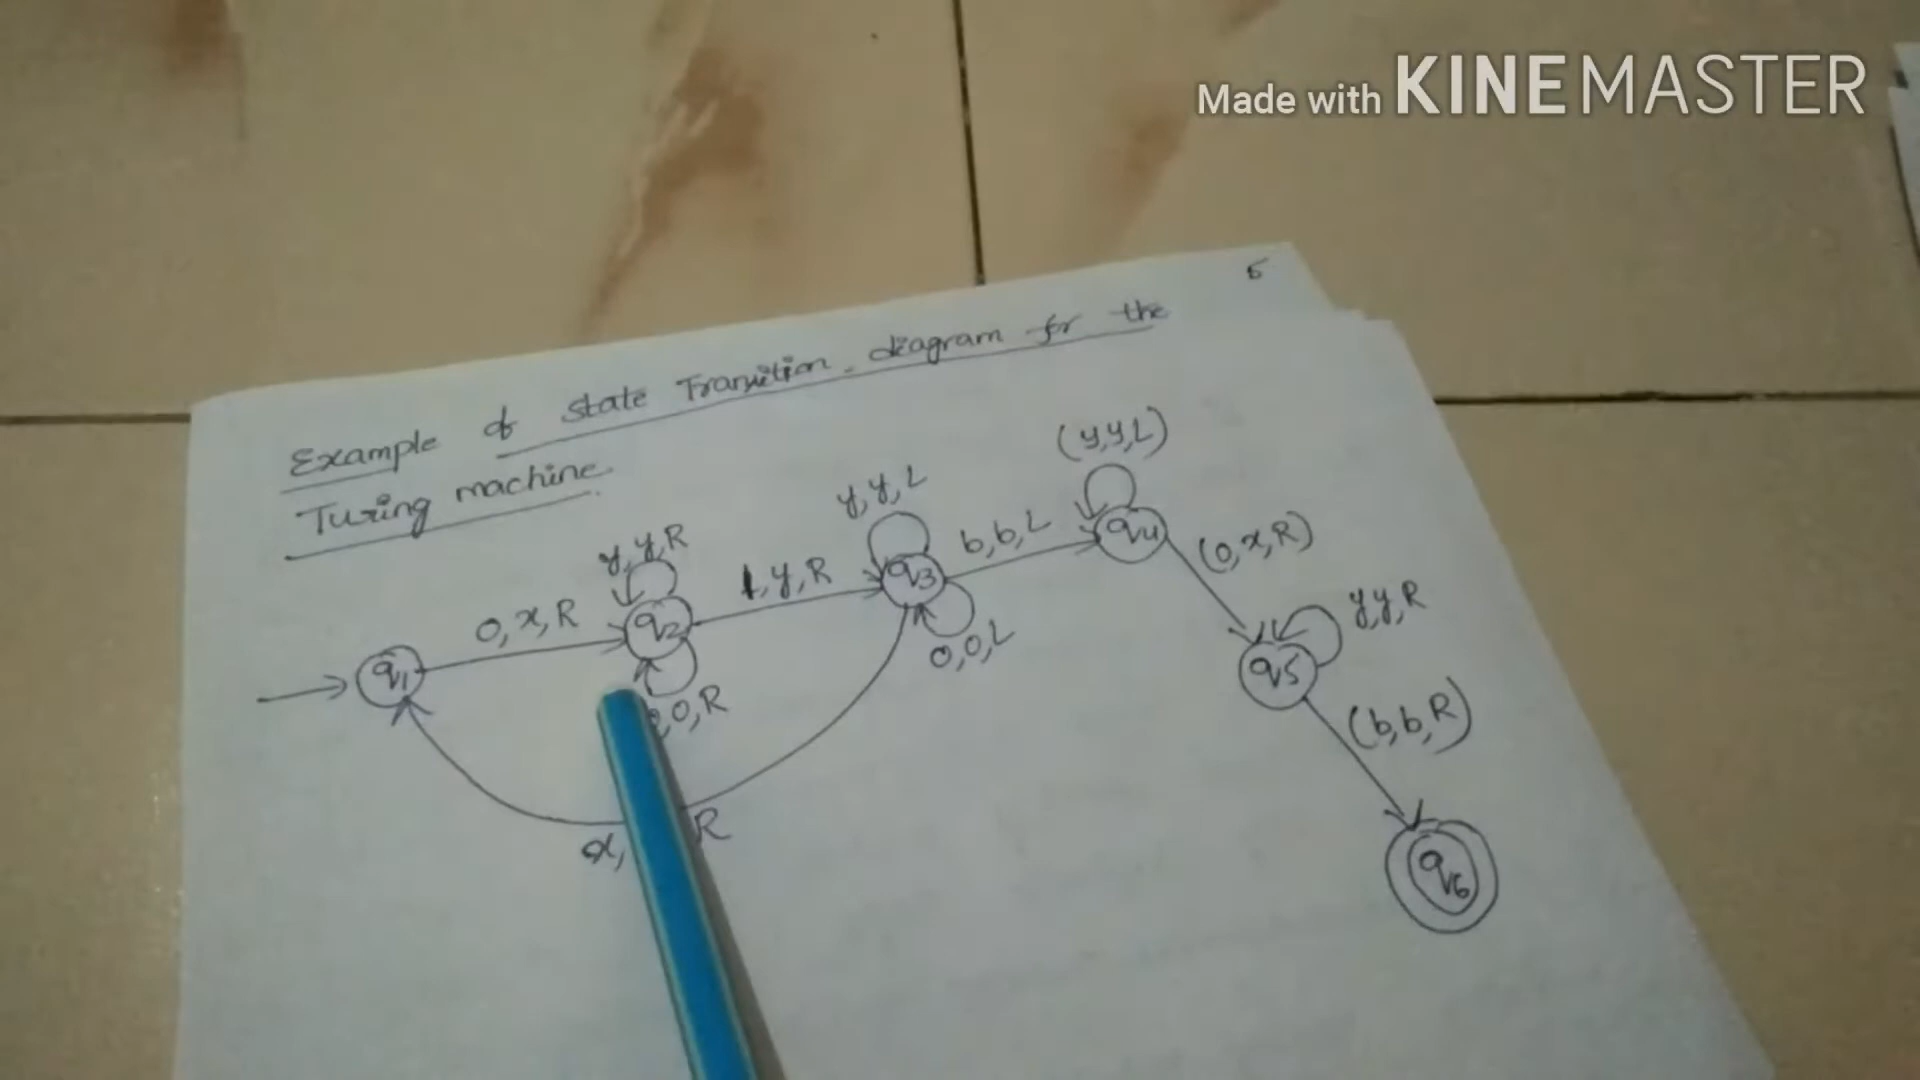 Made with KINEMASTER
5
Example of state Transition diagram for the
Turing machine
(y,y,L)
y,y,L
b,b,L
q4
(0,x,R)
y,y,R
1,y,R
q3
0,x,R
q2
y,y,R
q1
0,0,L
q5
0,R
(b,b,R)
x,
R
q6